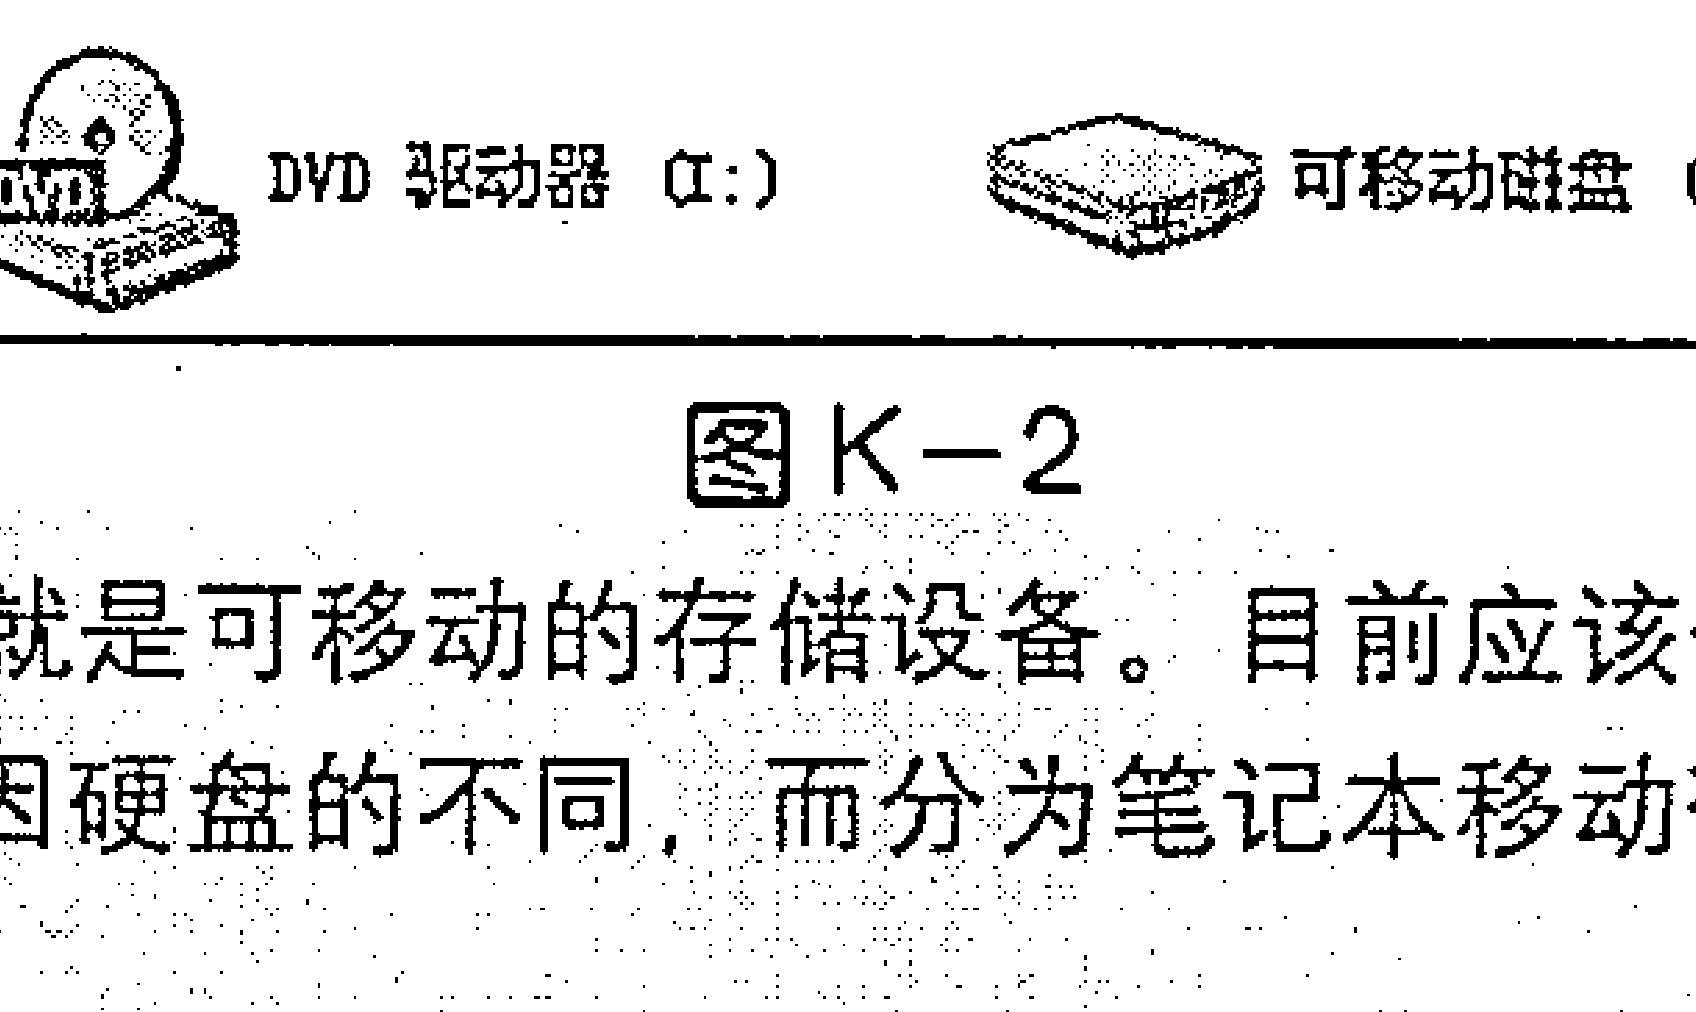 DVD 驱动器 (I:) 可移动磁盘 (
图 K-2
就是可移动的存储设备。目前应该
因硬盘的不同，而分为笔记本移动